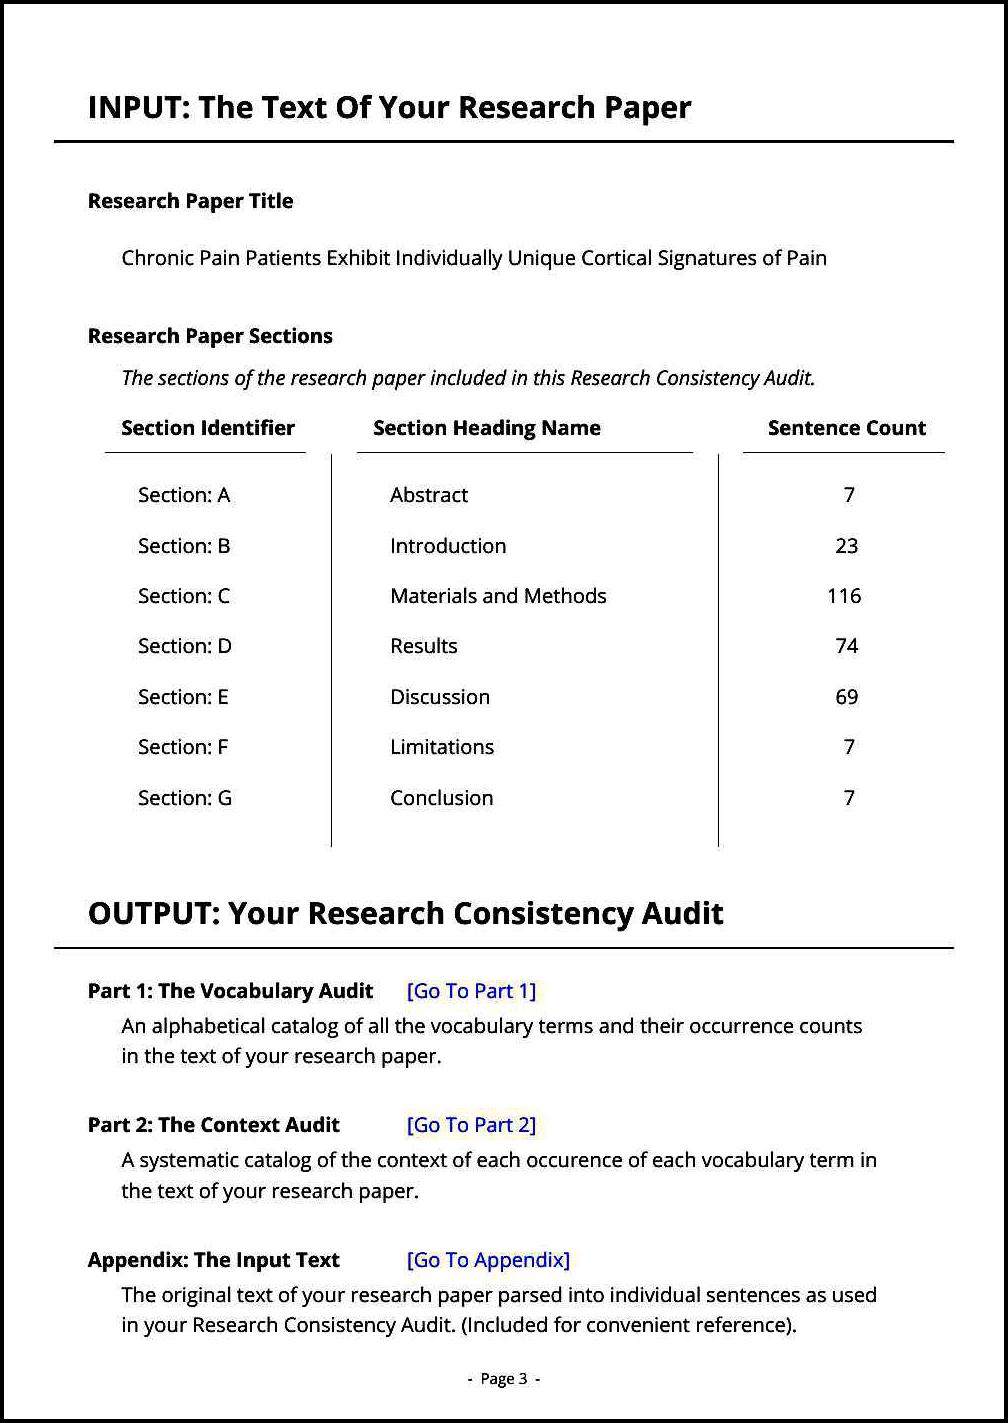 INPUT: The Text Of Your Research Paper
Research Paper Title
Chronic Pain Patients Exhibit Individually Unique Cortical Signatures of Pain
Research Paper Sections
The sections of the research paper included in this Research Consistency Audit.
Section Identifier Section Heading Name Sentence Count
Section: A Abstract 7
Section: B Introduction 23
Section: C Materials and Methods 116
Section: D Results 74
Section: E Discussion 69
Section: F Limitations 7
Section: G Conclusion 7
OUTPUT: Your Research Consistency Audit
Part 1: The Vocabulary Audit [Go To Part 1]
An alphabetical catalog of all the vocabulary terms and their occurrence counts
in the text of your research paper.
Part 2: The Context Audit [Go To Part 2]
A systematic catalog of the context of each occurence of each vocabulary term in
the text of your research paper.
Appendix: The Input Text [Go To Appendix]
The original text of your research paper parsed into individual sentences as used
in your Research Consistency Audit. (Included for convenient reference).
- Page 3 -